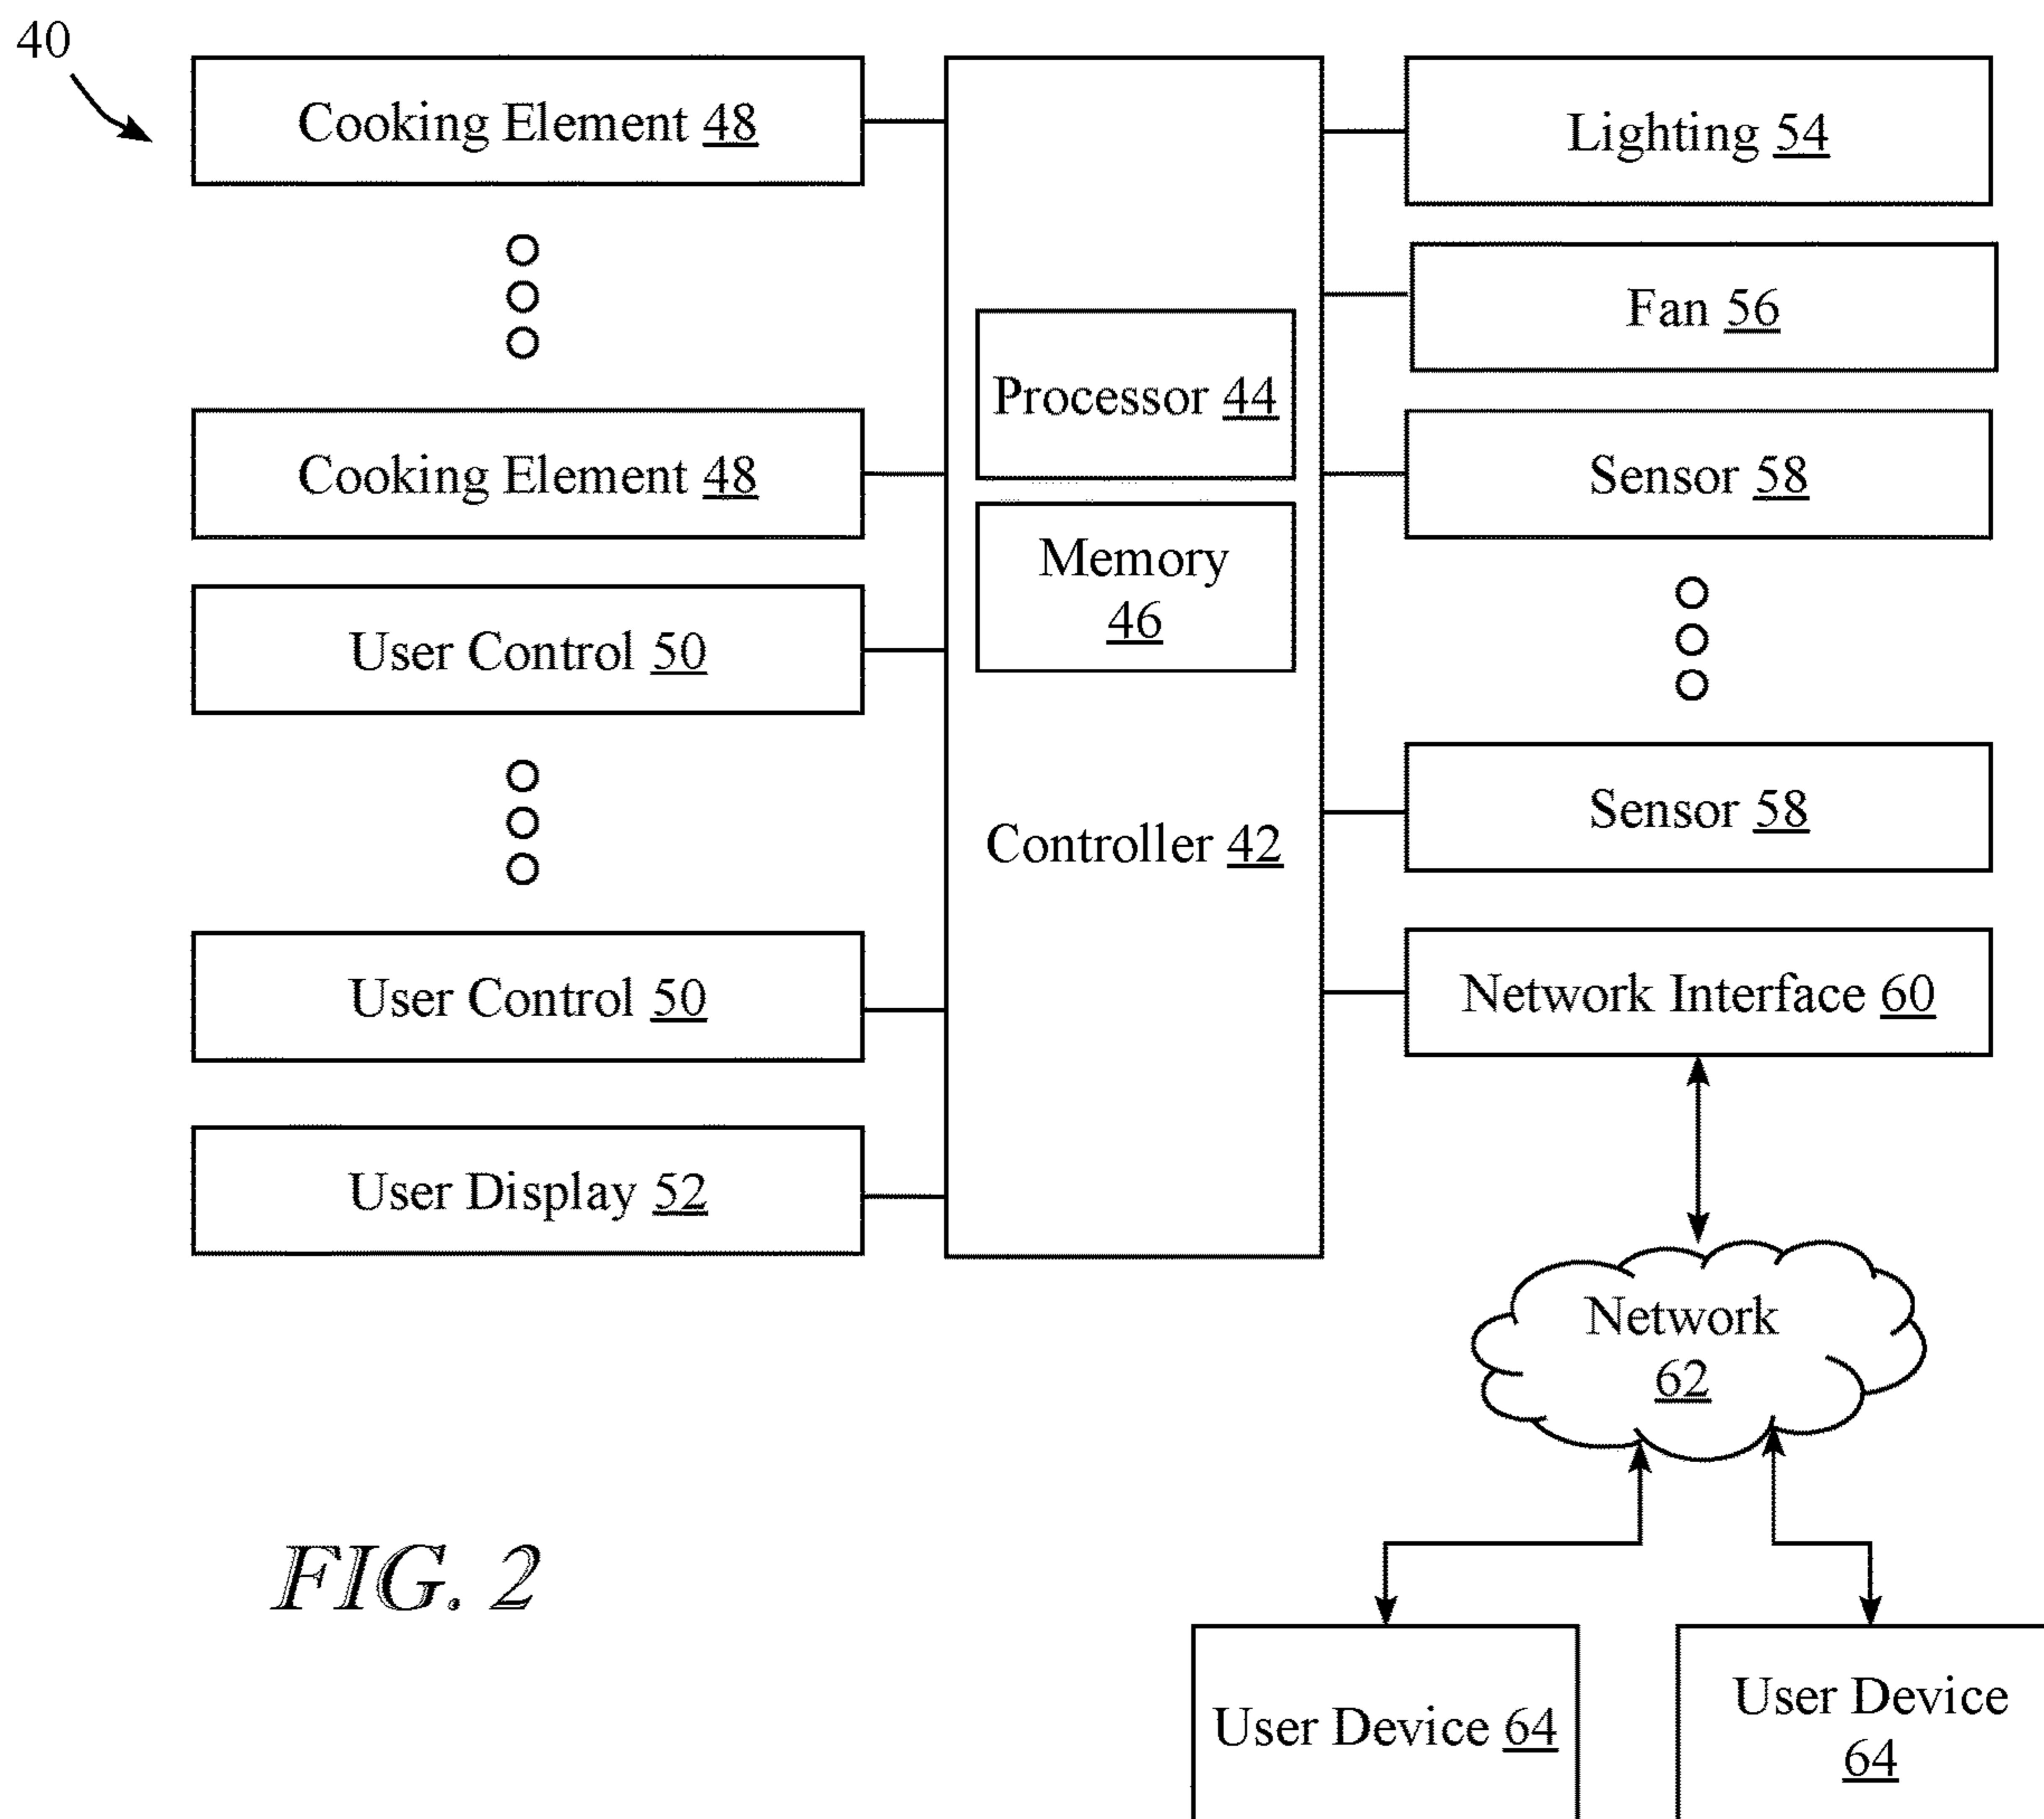 40
Cooking Element 48
Cooking Element 48
User Control 50
User Control 50
User Display 52
Processor 44
Memory
46
Controller 42
Lighting 54
Fan 56
Sensor 58
Sensor 58
Network Interface 60
Network
62
User Device 64
User Device
64
FIG. 2